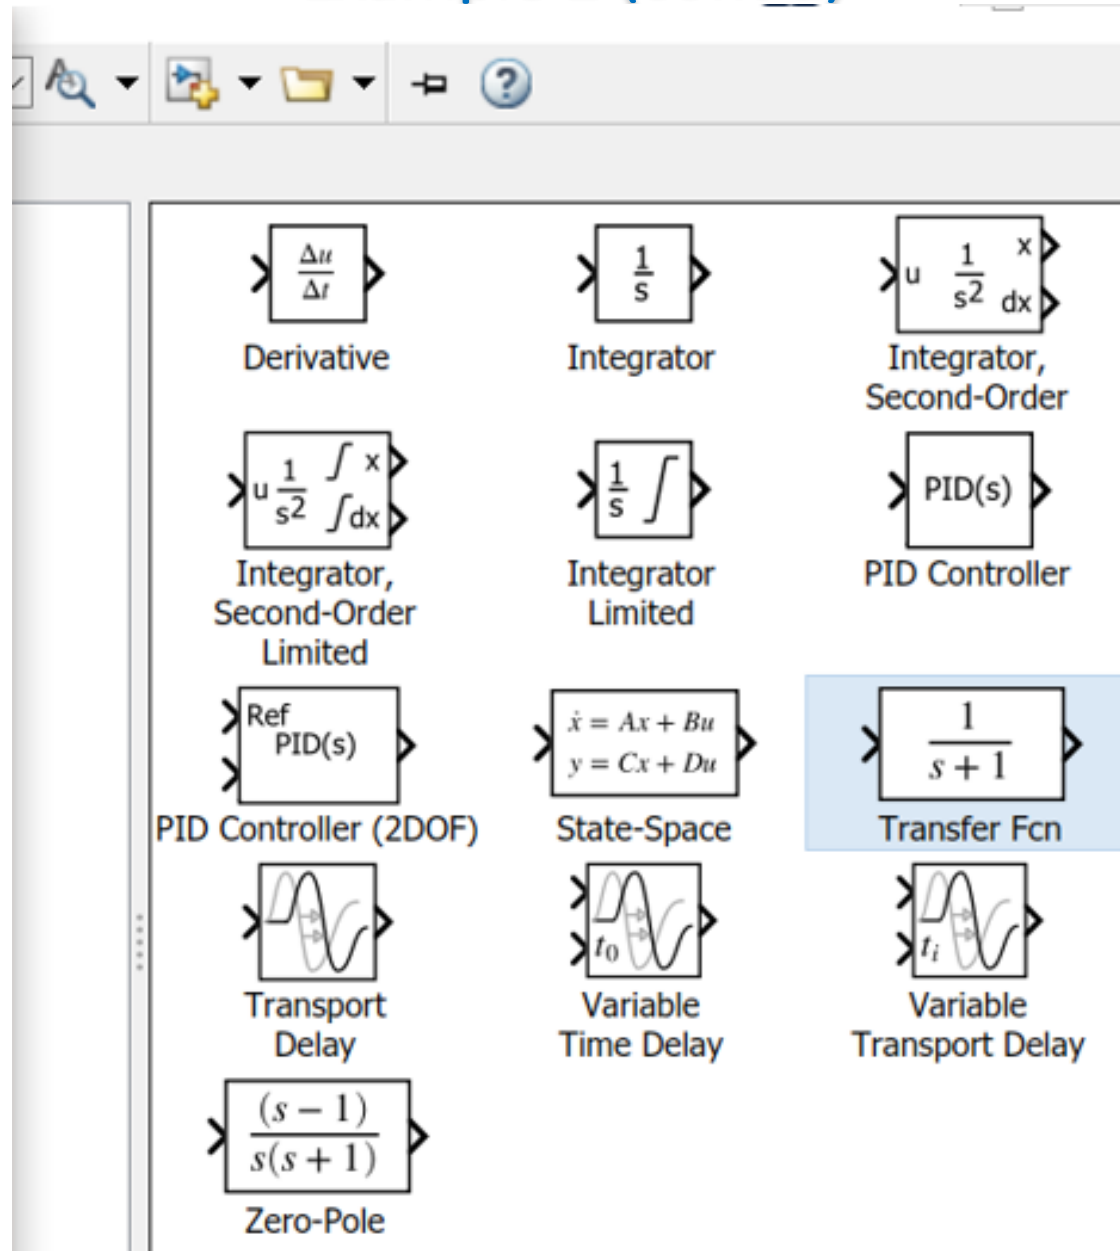 Δu
Δt
Derivative
1
s
Integrator
u 1 x
s2 dx
Integrator,
Second-Order
u 1 ∫ x
s2 ∫dx
Integrator,
Second-Order
Limited
1 ∫
s
Integrator
Limited
PID(s)
PID Controller
Ref
PID(s)
PID Controller (2DOF)
ẋ = Ax + Bu
y = Cx + Du
State-Space
1
s + 1
Transfer Fcn
Transport
Delay
t0
Variable
Time Delay
ti
Variable
Transport Delay
(s − 1)
s(s + 1)
Zero-Pole